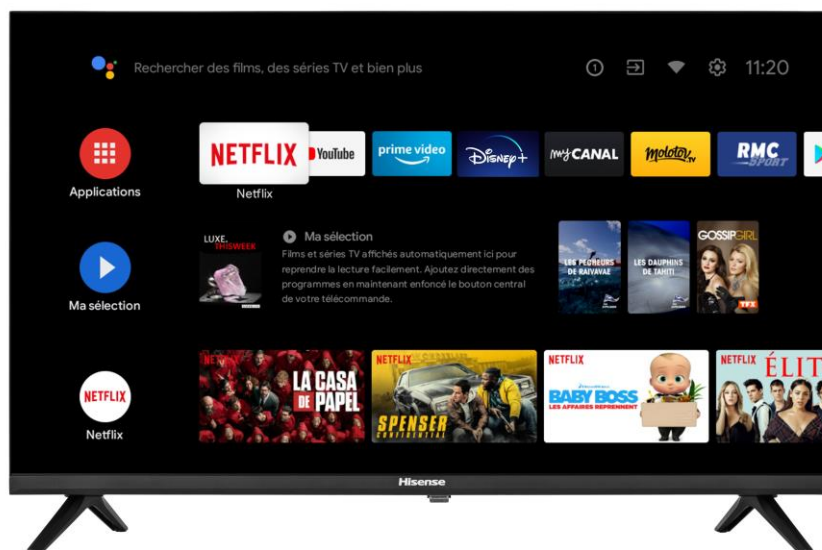 Rechercher des films, des séries TV et bien plus
1
11:20
NETFLIX
YouTube
prime video
Disney+
myCANAL
molotov.tv
RMC
SPORT
Applications
Netflix
LUXE,
THISWEEK
Ma sélection
Films et séries TV affichés automatiquement ici pour
reprendre la lecture facilement. Ajoutez directement des
programmes en maintenant enfoncé le bouton central
de votre télécommande.
LES PÊCHEURS
DE RAIVAVAE
LES DAUPHINS
DE TAHITI
GOSSIP GIRL
TFX
Ma sélection
NETFLIX
LA CASA
DE PAPEL
NETFLIX
SPENSER
CONFIDENTIAL
NETFLIX
BABY BOSS
LES AFFAIRES REPRENNENT
NETFLIX
ÉLIT
NETFLIX
Netflix
Hisense